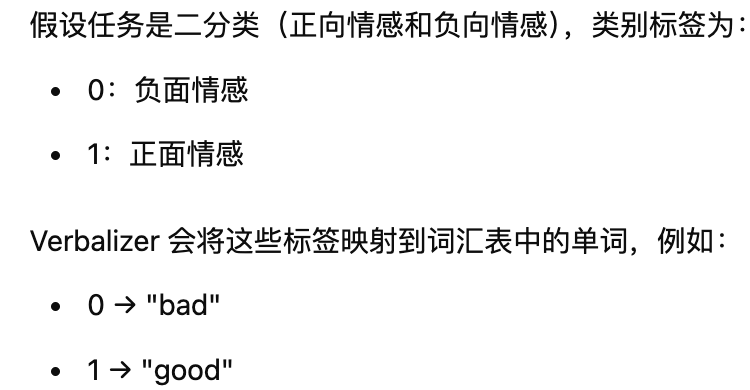 假设任务是二分类（正向情感和负向情感），类别标签为：
• 0：负面情感
• 1：正面情感
Verbalizer 会将这些标签映射到词汇表中的单词，例如：
• 0 → "bad"
• 1 → "good"